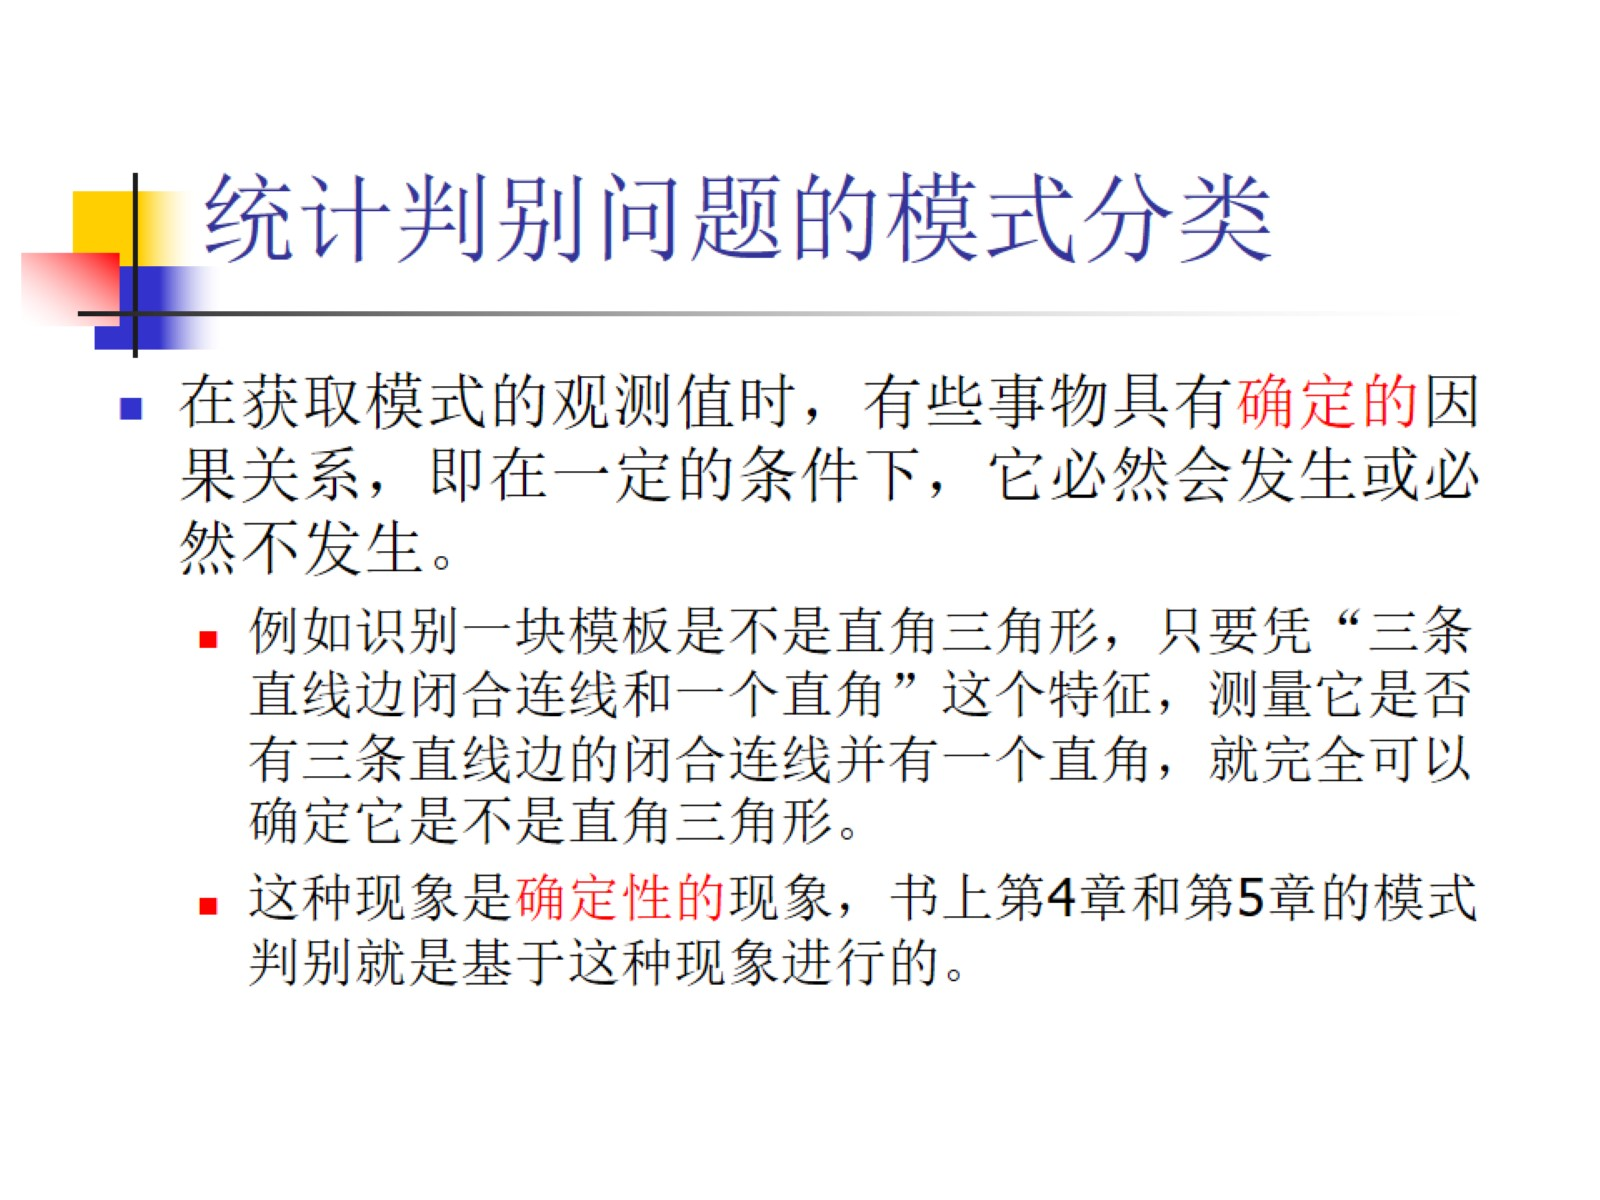 统计判别问题的模式分类
在获取模式的观测值时，有些事物具有确定的因
果关系，即在一定的条件下，它必然会发生或必
然不发生。
例如识别一块模板是不是直角三角形，只要凭“三条
直线边闭合连线和一个直角”这个特征，测量它是否
有三条直线边的闭合连线并有一个直角，就完全可以
确定它是不是直角三角形。
这种现象是确定性的现象，书上第4章和第5章的模式
判别就是基于这种现象进行的。